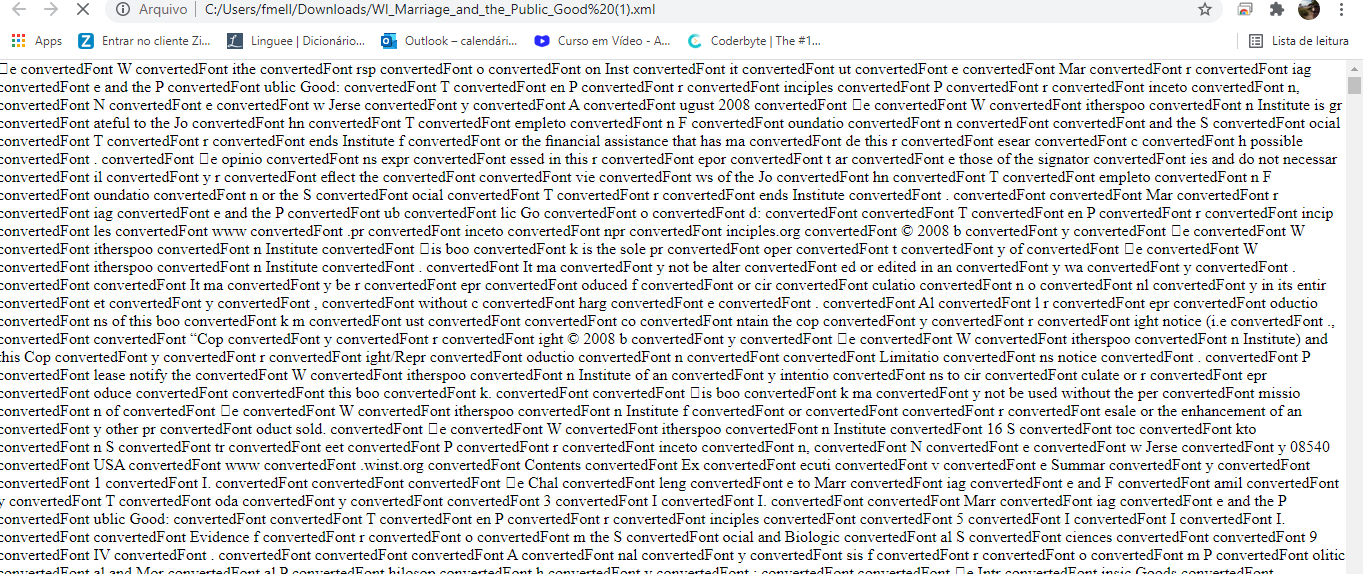 Arquivo | C:/Users/fmell/Downloads/WI_Marriage_and_the_Public_Good%20(1).xml
Apps Entrar no cliente Zi... Linguee | Dicionário... Outlook – calendári... Curso em Vídeo - A... Coderbyte | The #1... Lista de leitura
▯e convertedFont W convertedFont ithe convertedFont rsp convertedFont o convertedFont on Inst convertedFont it convertedFont ut convertedFont e convertedFont Mar convertedFont r convertedFont iag
convertedFont e and the P convertedFont ublic Good: convertedFont T convertedFont en P convertedFont r convertedFont inciples convertedFont P convertedFont r convertedFont inceto convertedFont n,
convertedFont N convertedFont e convertedFont w Jerse convertedFont y convertedFont A convertedFont ugust 2008 convertedFont ▯e convertedFont W convertedFont itherspoo convertedFont n Institute is gr
convertedFont ateful to the Jo convertedFont hn convertedFont T convertedFont empleto convertedFont n F convertedFont oundatio convertedFont n convertedFont convertedFont and the S convertedFont ocial
convertedFont T convertedFont r convertedFont ends Institute f convertedFont or the financial assistance that has ma convertedFont de this r convertedFont esear convertedFont c convertedFont h possible
convertedFont . convertedFont ▯e opinio convertedFont ns expr convertedFont essed in this r convertedFont epor convertedFont t ar convertedFont e those of the signator convertedFont ies and do not necessar
convertedFont il convertedFont y r convertedFont eflect the convertedFont convertedFont vie convertedFont ws of the Jo convertedFont hn convertedFont T convertedFont empleto convertedFont n F
convertedFont oundatio convertedFont n or the S convertedFont ocial convertedFont T convertedFont r convertedFont ends Institute convertedFont . convertedFont convertedFont Mar convertedFont r
convertedFont iag convertedFont e and the P convertedFont ub convertedFont lic Go convertedFont o convertedFont d: convertedFont convertedFont T convertedFont en P convertedFont r convertedFont incip
convertedFont les convertedFont www convertedFont .pr convertedFont inceto convertedFont npr convertedFont inciples.org convertedFont © 2008 b convertedFont y convertedFont ▯e convertedFont W
convertedFont itherspoo convertedFont n Institute convertedFont ▯is boo convertedFont k is the sole pr convertedFont oper convertedFont t convertedFont y of convertedFont ▯e convertedFont W
convertedFont itherspoo convertedFont n Institute convertedFont . convertedFont It ma convertedFont y not be alter convertedFont ed or edited in an convertedFont y wa convertedFont y convertedFont .
convertedFont convertedFont It ma convertedFont y be r convertedFont epr convertedFont oduced f convertedFont or cir convertedFont culatio convertedFont n o convertedFont nl convertedFont y in its entir
convertedFont et convertedFont y convertedFont , convertedFont without c convertedFont harg convertedFont e convertedFont . convertedFont Al convertedFont l r convertedFont epr convertedFont oductio
convertedFont ns of this boo convertedFont k m convertedFont ust convertedFont convertedFont co convertedFont ntain the cop convertedFont y convertedFont r convertedFont ight notice (i.e convertedFont .,
convertedFont convertedFont “Cop convertedFont y convertedFont r convertedFont ight © 2008 b convertedFont y convertedFont ▯e convertedFont W convertedFont itherspoo convertedFont n Institute) and
this Cop convertedFont y convertedFont r convertedFont ight/Repr convertedFont oductio convertedFont n convertedFont convertedFont Limitatio convertedFont ns notice convertedFont . convertedFont P
convertedFont lease notify the convertedFont W convertedFont itherspoo convertedFont n Institute of an convertedFont y intentio convertedFont ns to cir convertedFont culate or r convertedFont epr
convertedFont oduce convertedFont convertedFont this boo convertedFont k. convertedFont convertedFont ▯is boo convertedFont k ma convertedFont y not be used without the per convertedFont missio
convertedFont n of convertedFont ▯e convertedFont W convertedFont itherspoo convertedFont n Institute f convertedFont or convertedFont convertedFont r convertedFont esale or the enhancement of an
convertedFont y other pr convertedFont oduct sold. convertedFont ▯e convertedFont W convertedFont itherspoo convertedFont n Institute convertedFont 16 S convertedFont toc convertedFont kto
convertedFont n S convertedFont tr convertedFont eet convertedFont P convertedFont r convertedFont inceto convertedFont n, convertedFont N convertedFont e convertedFont w Jerse convertedFont y 08540
convertedFont USA convertedFont www convertedFont .winst.org convertedFont Contents convertedFont Ex convertedFont ecuti convertedFont v convertedFont e Summar convertedFont y convertedFont
convertedFont 1 convertedFont I. convertedFont convertedFont convertedFont ▯e Chal convertedFont leng convertedFont e to Marr convertedFont iag convertedFont e and F convertedFont amil convertedFont
y convertedFont T convertedFont oda convertedFont y convertedFont convertedFont 3 convertedFont I convertedFont I. convertedFont convertedFont Marr convertedFont iag convertedFont e and the P
convertedFont ublic Good: convertedFont convertedFont T convertedFont en P convertedFont r convertedFont inciples convertedFont 5 convertedFont I convertedFont I convertedFont I.
convertedFont convertedFont Evidence f convertedFont r convertedFont o convertedFont m the S convertedFont ocial and Biologic convertedFont al S convertedFont ciences convertedFont convertedFont 9
convertedFont IV convertedFont . convertedFont convertedFont convertedFont A convertedFont nal convertedFont y convertedFont sis f convertedFont r convertedFont o convertedFont m P convertedFont olitic
convertedFont al and Mor convertedFont al P convertedFont hilosop convertedFont h convertedFont y convertedFont : convertedFont convertedFont ▯e Intr convertedFont insic Goods convertedFont